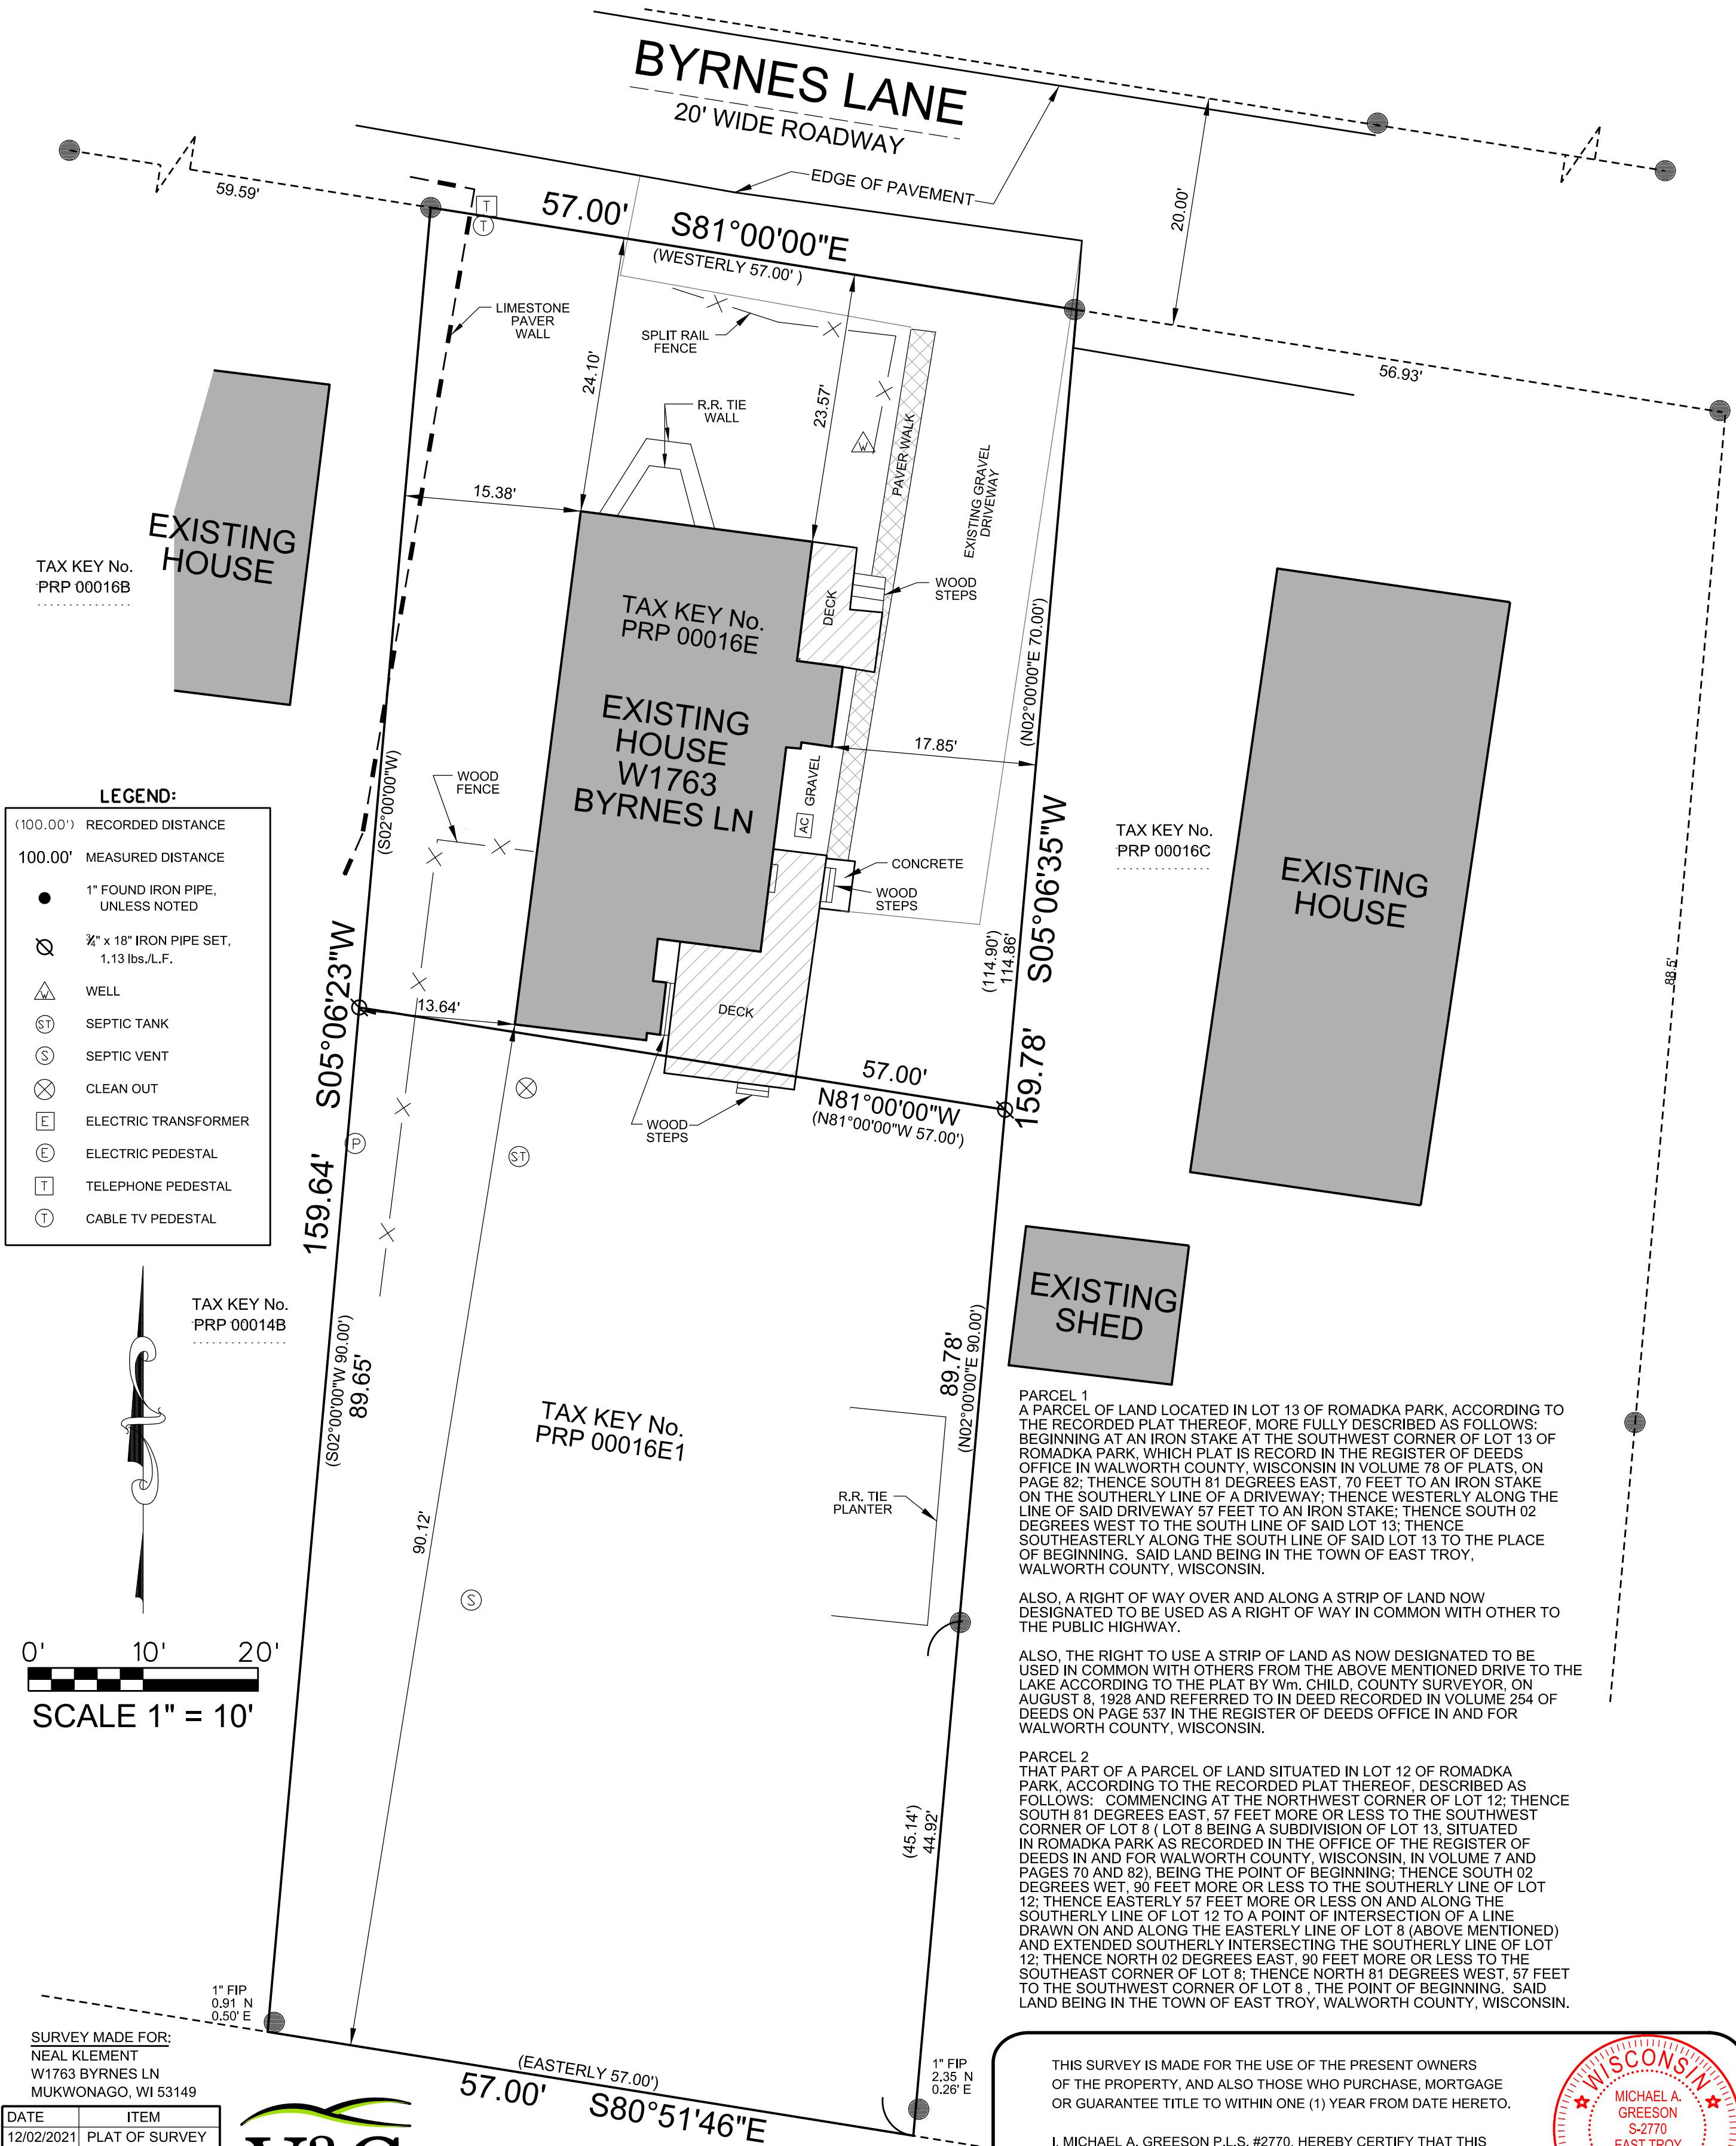 BYRNES LANE
20' WIDE ROADWAY
EDGE OF PAVEMENT
20.00'
59.59'
57.00' S81°00'00"E
(WESTERLY 57.00' )
56.93'
T
T
LIMESTONE
PAVER
WALL
SPLIT RAIL
FENCE
24.10'
23.57'
R.R. TIE
WALL
W
PAVER WALK
EXISTING GRAVEL
DRIVEWAY
15.38'
EXISTING
HOUSE
TAX KEY No.
PRP 00016B
TAX KEY No.
PRP 00016E
DECK
WOOD
STEPS
(N02°00'00"E 70.00')
EXISTING
HOUSE
W1763
BYRNES LN
17.85'
GRAVEL
AC
(S02°00'00"W)
WOOD
FENCE
CONCRETE
WOOD
STEPS
TAX KEY No.
PRP 00016C
EXISTING
HOUSE
88.5'
S05°06'35"W
(114.90')
114.86'
159.78'
LEGEND:
(100.00') RECORDED DISTANCE
100.00' MEASURED DISTANCE
1" FOUND IRON PIPE,
UNLESS NOTED
¾" x 18" IRON PIPE SET,
1.13 lbs./L.F.
W WELL
ST SEPTIC TANK
S SEPTIC VENT
CLEAN OUT
E ELECTRIC TRANSFORMER
E ELECTRIC PEDESTAL
T TELEPHONE PEDESTAL
T CABLE TV PEDESTAL
S05°06'23"W
159.64'
13.64'
DECK
57.00'
N81°00'00"W
(N81°00'00"W 57.00')
WOOD
STEPS
P
ST
TAX KEY No.
PRP 00014B
(S02°00'00"W 90.00')
89.65'
EXISTING
SHED
89.78'
(N02°00'00"E 90.00')
TAX KEY No.
PRP 00016E1
R.R. TIE
PLANTER
90.12'
S
(45.14')
44.92'
0' 10' 20'
SCALE 1" = 10'
PARCEL 1
A PARCEL OF LAND LOCATED IN LOT 13 OF ROMADKA PARK, ACCORDING TO
THE RECORDED PLAT THEREOF, MORE FULLY DESCRIBED AS FOLLOWS:
BEGINNING AT AN IRON STAKE AT THE SOUTHWEST CORNER OF LOT 13 OF
ROMADKA PARK, WHICH PLAT IS RECORD IN THE REGISTER OF DEEDS
OFFICE IN WALWORTH COUNTY, WISCONSIN IN VOLUME 78 OF PLATS, ON
PAGE 82; THENCE SOUTH 81 DEGREES EAST, 70 FEET TO AN IRON STAKE
ON THE SOUTHERLY LINE OF A DRIVEWAY; THENCE WESTERLY ALONG THE
LINE OF SAID DRIVEWAY 57 FEET TO AN IRON STAKE; THENCE SOUTH 02
DEGREES WEST TO THE SOUTH LINE OF SAID LOT 13; THENCE
SOUTHEASTERLY ALONG THE SOUTH LINE OF SAID LOT 13 TO THE PLACE
OF BEGINNING. SAID LAND BEING IN THE TOWN OF EAST TROY,
WALWORTH COUNTY, WISCONSIN.
ALSO, A RIGHT OF WAY OVER AND ALONG A STRIP OF LAND NOW
DESIGNATED TO BE USED AS A RIGHT OF WAY IN COMMON WITH OTHER TO
THE PUBLIC HIGHWAY.
ALSO, THE RIGHT TO USE A STRIP OF LAND AS NOW DESIGNATED TO BE
USED IN COMMON WITH OTHERS FROM THE ABOVE MENTIONED DRIVE TO THE
LAKE ACCORDING TO THE PLAT BY Wm. CHILD, COUNTY SURVEYOR, ON
AUGUST 8, 1928 AND REFERRED TO IN DEED RECORDED IN VOLUME 254 OF
DEEDS ON PAGE 537 IN THE REGISTER OF DEEDS OFFICE IN AND FOR
WALWORTH COUNTY, WISCONSIN.
PARCEL 2
THAT PART OF A PARCEL OF LAND SITUATED IN LOT 12 OF ROMADKA
PARK, ACCORDING TO THE RECORDED PLAT THEREOF, DESCRIBED AS
FOLLOWS: COMMENCING AT THE NORTHWEST CORNER OF LOT 12; THENCE
SOUTH 81 DEGREES EAST, 57 FEET MORE OR LESS TO THE SOUTHWEST
CORNER OF LOT 8 ( LOT 8 BEING A SUBDIVISION OF LOT 13, SITUATED
IN ROMADKA PARK AS RECORDED IN THE OFFICE OF THE REGISTER OF
DEEDS IN AND FOR WALWORTH COUNTY, WISCONSIN, IN VOLUME 7 AND
PAGES 70 AND 82), BEING THE POINT OF BEGINNING; THENCE SOUTH 02
DEGREES WET, 90 FEET MORE OR LESS TO THE SOUTHERLY LINE OF LOT
12; THENCE EASTERLY 57 FEET MORE OR LESS ON AND ALONG THE
SOUTHERLY LINE OF LOT 12 TO A POINT OF INTERSECTION OF A LINE
DRAWN ON AND ALONG THE EASTERLY LINE OF LOT 8 (ABOVE MENTIONED)
AND EXTENDED SOUTHERLY INTERSECTING THE SOUTHERLY LINE OF LOT
12; THENCE NORTH 02 DEGREES EAST, 90 FEET MORE OR LESS TO THE
SOUTHEAST CORNER OF LOT 8; THENCE NORTH 81 DEGREES WEST, 57 FEET
TO THE SOUTHWEST CORNER OF LOT 8 , THE POINT OF BEGINNING. SAID
LAND BEING IN THE TOWN OF EAST TROY, WALWORTH COUNTY, WISCONSIN.
1" FIP
0.91 N
0.50' E
(EASTERLY 57.00')
57.00' S80°51'46"E
1" FIP
2.35 N
0.26' E
SURVEY MADE FOR:
NEAL KLEMENT
W1763 BYRNES LN
MUKWONAGO, WI 53149
DATE ITEM
12/02/2021 PLAT OF SURVEY
THIS SURVEY IS MADE FOR THE USE OF THE PRESENT OWNERS
OF THE PROPERTY, AND ALSO THOSE WHO PURCHASE, MORTGAGE
OR GUARANTEE TITLE TO WITHIN ONE (1) YEAR FROM DATE HERETO.
I, MICHAEL A. GREESON P.L.S. #2770, HEREBY CERTIFY THAT THIS
WISCONSIN
MICHAEL A.
GREESON
S-2770
EAST TROY